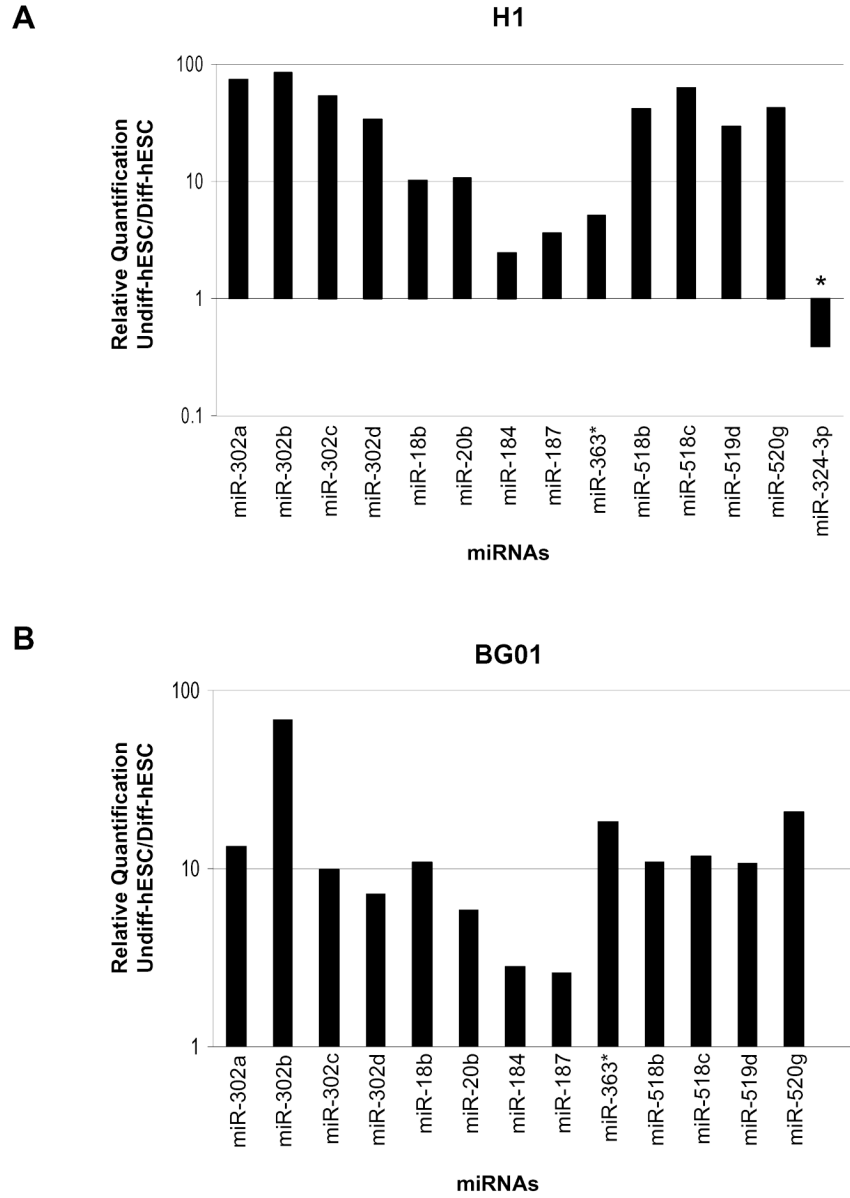 A
H1
Relative Quantification
Undiff-hESC/Diff-hESC
100
10
1
0.1
*
miR-302a
miR-302b
miR-302c
miR-302d
miR-18b
miR-20b
miR-184
miR-187
miR-363*
miR-518b
miR-518c
miR-519d
miR-520g
miR-324-3p
miRNAs
B
BG01
Relative Quantification
Undiff-hESC/Diff-hESC
100
10
1
miR-302a
miR-302b
miR-302c
miR-302d
miR-18b
miR-20b
miR-184
miR-187
miR-363*
miR-518b
miR-518c
miR-519d
miR-520g
miRNAs